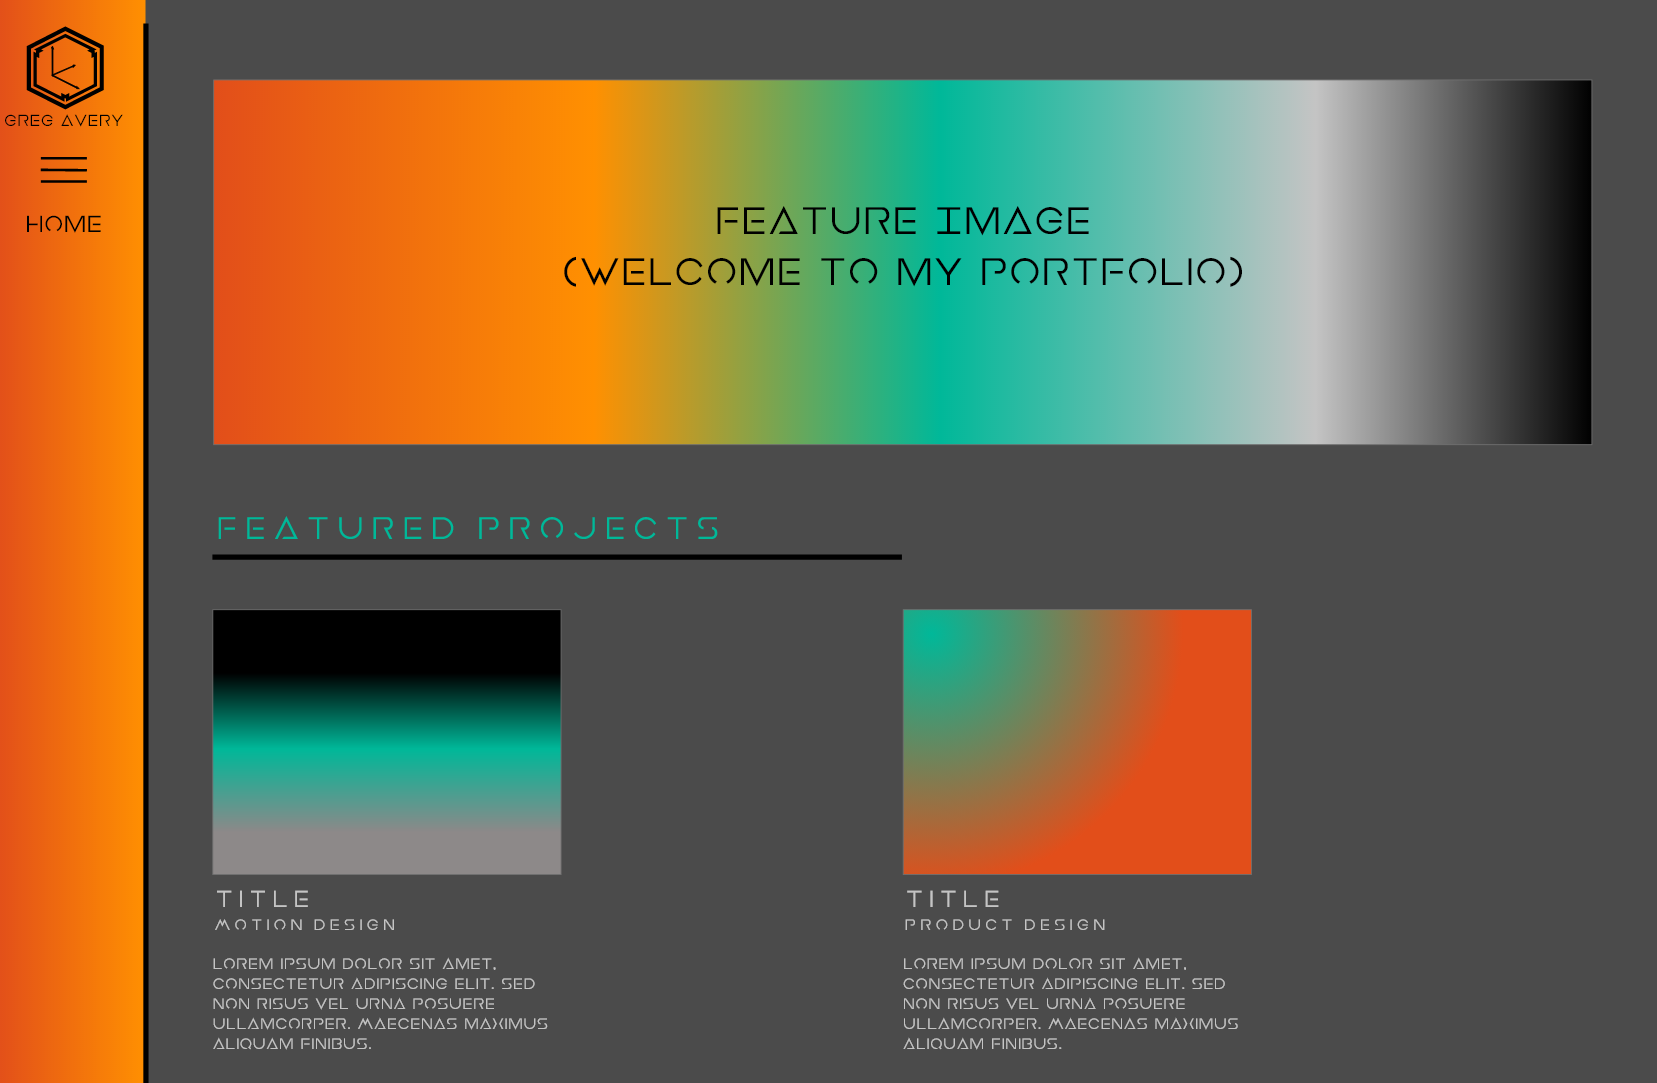 GREG AVERY
HOME
FEATURE IMAGE
(WELCOME TO MY PORTFOLIO)
FEATURED PROJECTS
TITLE
MOTION DESIGN
LOREM IPSUM DOLOR SIT AMET,
CONSECTETUR ADIPISCING ELIT. SED
NON RISUS VEL URNA POSUERE
ULLAMCORPER. MAECENAS MAXIMUS
ALIQUAM FINIBUS.
TITLE
PRODUCT DESIGN
LOREM IPSUM DOLOR SIT AMET,
CONSECTETUR ADIPISCING ELIT. SED
NON RISUS VEL URNA POSUERE
ULLAMCORPER. MAECENAS MAXIMUS
ALIQUAM FINIBUS.